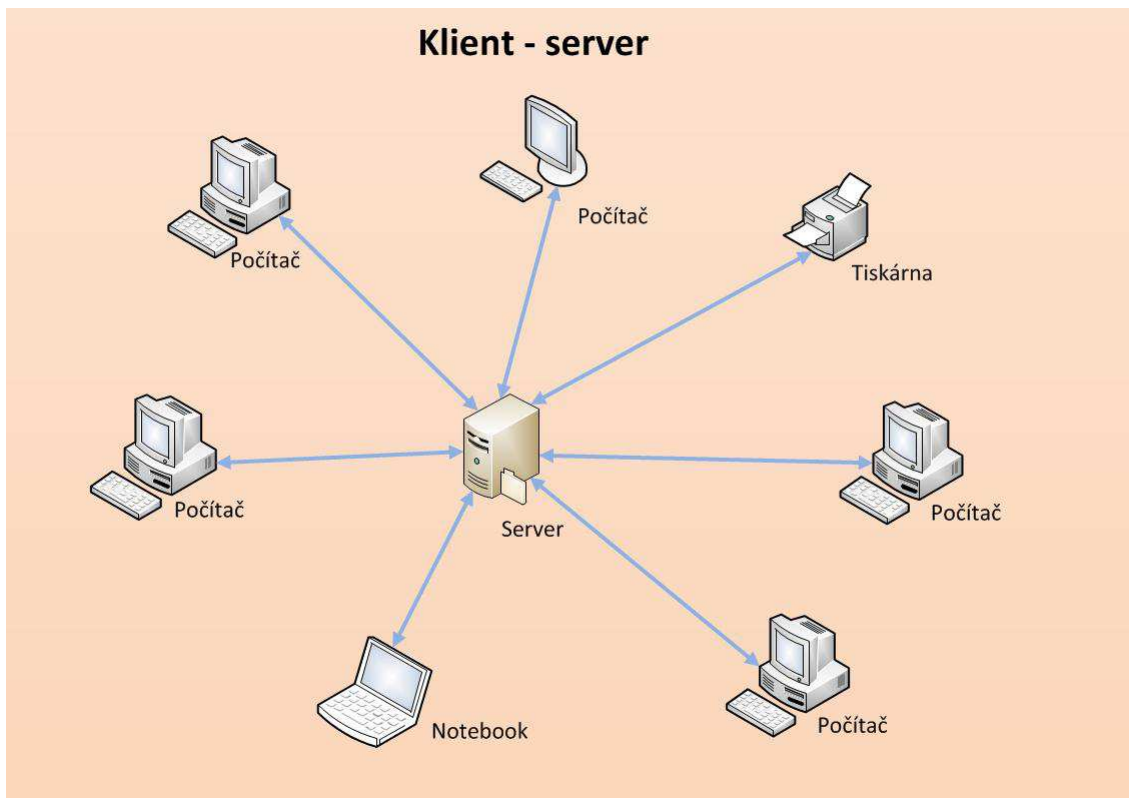 Klient - server
Počítač
Počítač
Tiskárna
Počítač
Server
Počítač
Notebook
Počítač